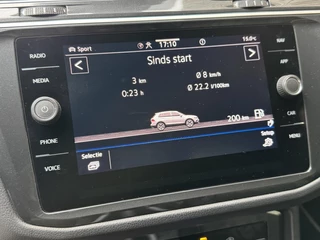 RADIO
MEDIA
PHONE
VOICE
Sport
17:10
15.0°C
Sinds start
3 km
0:23 h
Ø 8 km/h
Ø 22.2 l/100km
200 km
Selectie
Setup
NAV
APP
CAR
MENU